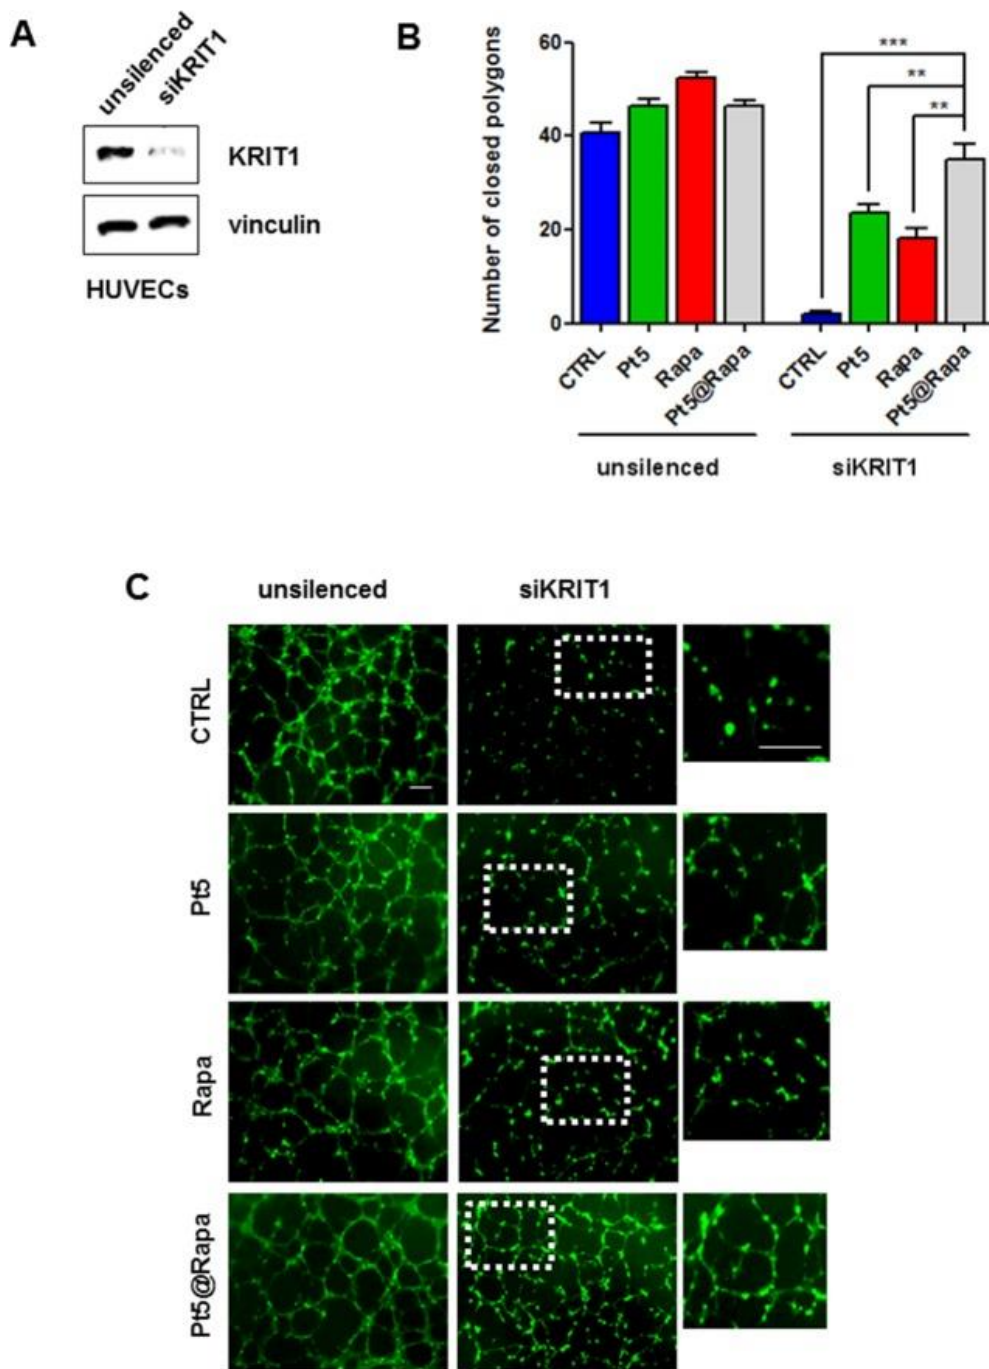 A
unsilenced
siKRIT1
KRIT1
vinculin
HUVECs
B
Number of closed polygons
60
40
20
0
***
**
**
CTRL
Pt5
Rapa
Pt5@Rapa
CTRL
Pt5
Rapa
Pt5@Rapa
unsilenced
siKRIT1
C
unsilenced
siKRIT1
CTRL
Pt5
Rapa
Pt5@Rapa